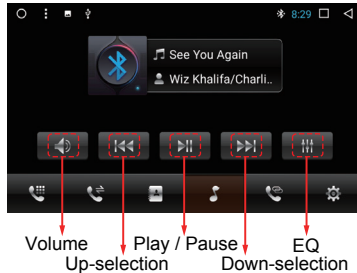 8:29
See You Again
Wiz Khalifa/Charli..
Volume
Play / Pause
EQ
Up-selection
Down-selection